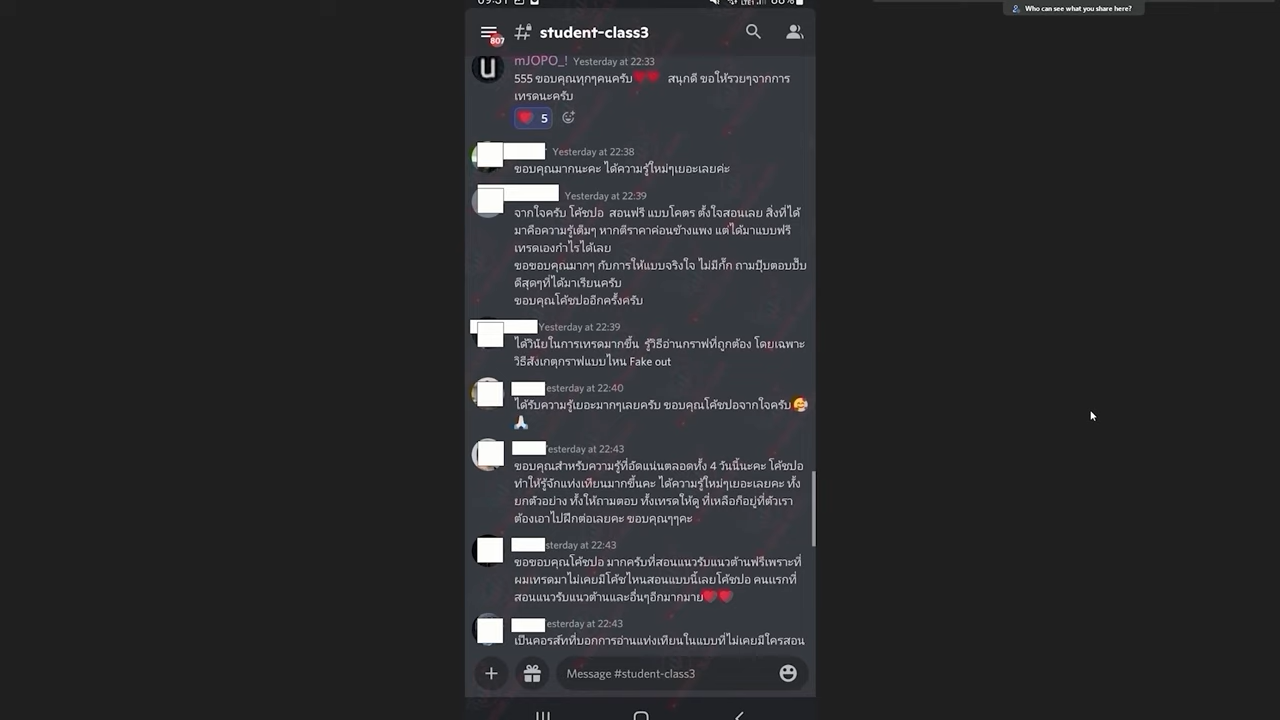 Who can see what you share here?
# student-class3
807
mJOPO_! Yesterday at 22:33
555 ขอบคุณทุกๆคนครับ❤❤ สนุกดี ขอให้รวยๆจากการ
เทรดนะครับ
❤ 5
Yesterday at 22:38
ขอบคุณมากนะคะ ได้ความรู้ใหม่ๆเยอะเลยค่ะ
Yesterday at 22:39
จากใจครับ โค้ชปอ สอนฟรี แบบโคตร ตั้งใจสอนเลย สิ่งที่ได้
มาคือความรู้เต็มๆ หากตีราคาค่อนข้างแพง แต่ได้มาแบบฟรี
เทรดเองกำไรได้เลย
ขอขอบคุณมากๆ กับการให้แบบจริงใจ ไม่มีกั๊ก ถามปุ๊บตอบปั๊บ
ดีสุดๆที่ได้มาเรียนครับ
ขอบคุณโค้ชปออีกครั้งครับ
Yesterday at 22:39
ได้วินัยในการเทรดมากขึ้น รู้วิธีอ่านกราฟที่ถูกต้อง โดยเฉพาะ
วิธีสังเกตุกราฟแบบไหน Fake out
esterday at 22:40
ได้รับความรู้เยอะมากๆเลยครับ ขอบคุณโค้ชปอจากใจครับ🥰
🙏🏻
esterday at 22:43
ขอบคุณสำหรับความรู้ที่อัดแน่นตลอดทั้ง 4 วันนี้นะคะ โค้ชปอ
ทำให้รู้จักแท่งเทียนมากขึ้นคะ ได้ความรู้ใหม่ๆเยอะเลยคะ ทั้ง
ยกตัวอย่าง ทั้งให้ถามตอบ ทั้งเทรดให้ดู ที่เหลือก็อยู่ที่ตัวเรา
ต้องเอาไปฝึกต่อเลยคะ ขอบคุณๆๆคะ
sterday at 22:43
ขอขอบคุณโค้ชปอ มากครับที่สอนแนวรับแนวต้านฟรีเพราะที่
ผมเทรดมาไม่เคยมีโค้ชไหนสอนแบบนี้เลยโค้ชปอ คนแรกที่
สอนแนวรับแนวต้านและอื่นๆอีกมากมาย❤❤
esterday at 22:43
เป็นคอรส์ทที่บอกการอ่านแท่งเทียนในแบบที่ไม่เคยมีใครสอน
Message #student-class3